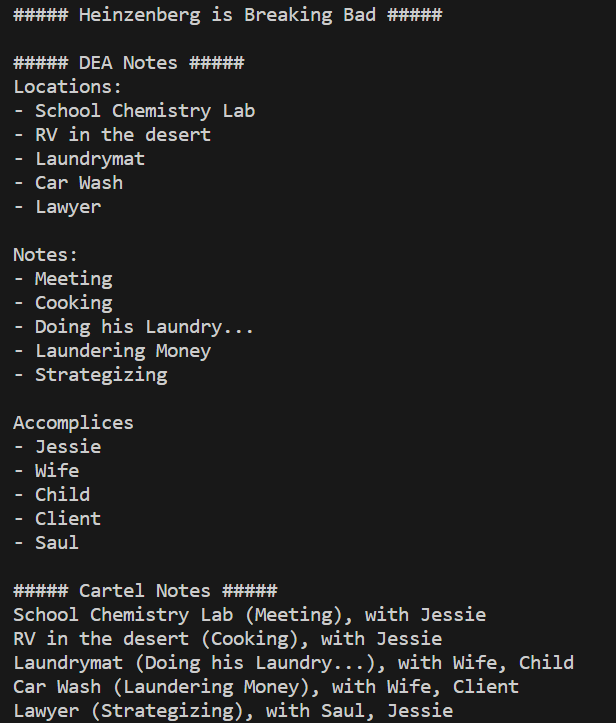 ##### Heinzenberg is Breaking Bad #####
##### DEA Notes #####
Locations:
- School Chemistry Lab
- RV in the desert
- Laundrymat
- Car Wash
- Lawyer
Notes:
- Meeting
- Cooking
- Doing his Laundry...
- Laundering Money
- Strategizing
Accomplices
- Jessie
- Wife
- Child
- Client
- Saul
##### Cartel Notes #####
School Chemistry Lab (Meeting), with Jessie
RV in the desert (Cooking), with Jessie
Laundrymat (Doing his Laundry...), with Wife, Child
Car Wash (Laundering Money), with Wife, Client
Lawyer (Strategizing), with Saul, Jessie